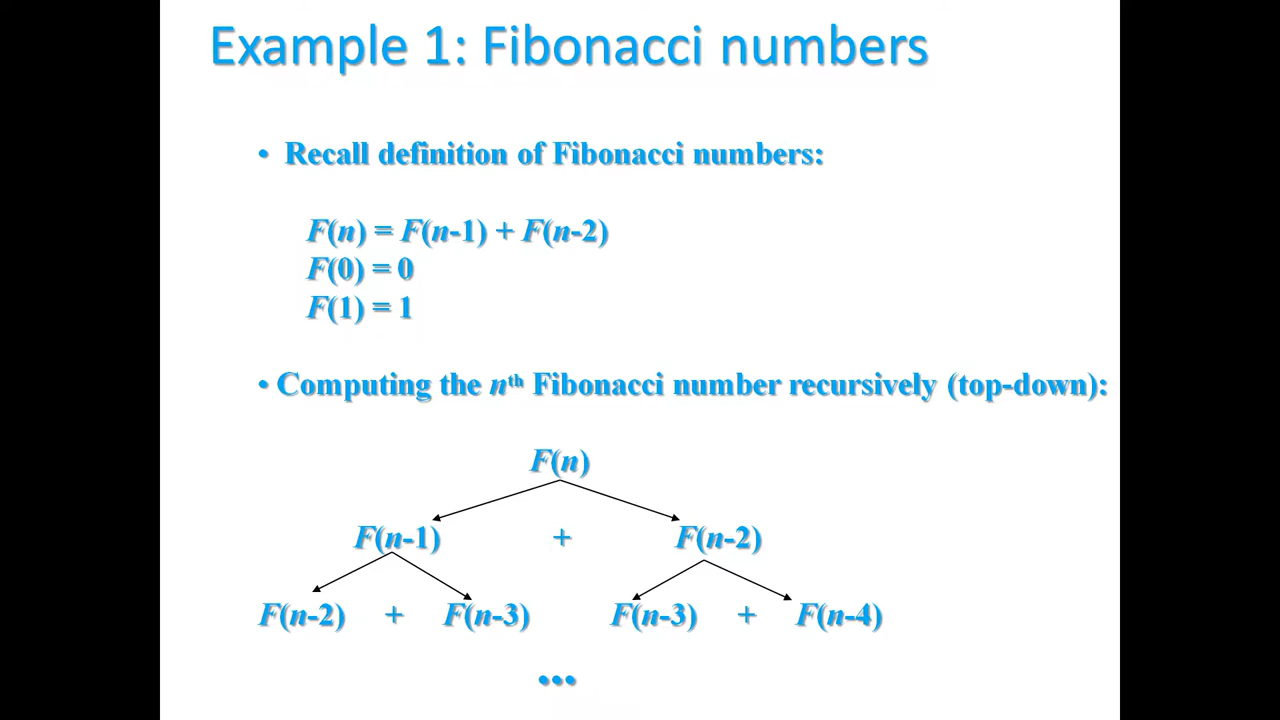 Example 1: Fibonacci numbers
• Recall definition of Fibonacci numbers:
F(n) = F(n-1) + F(n-2)
F(0) = 0
F(1) = 1
• Computing the nth Fibonacci number recursively (top-down):
F(n)
F(n-1) + F(n-2)
F(n-2) + F(n-3) F(n-3) + F(n-4)
...